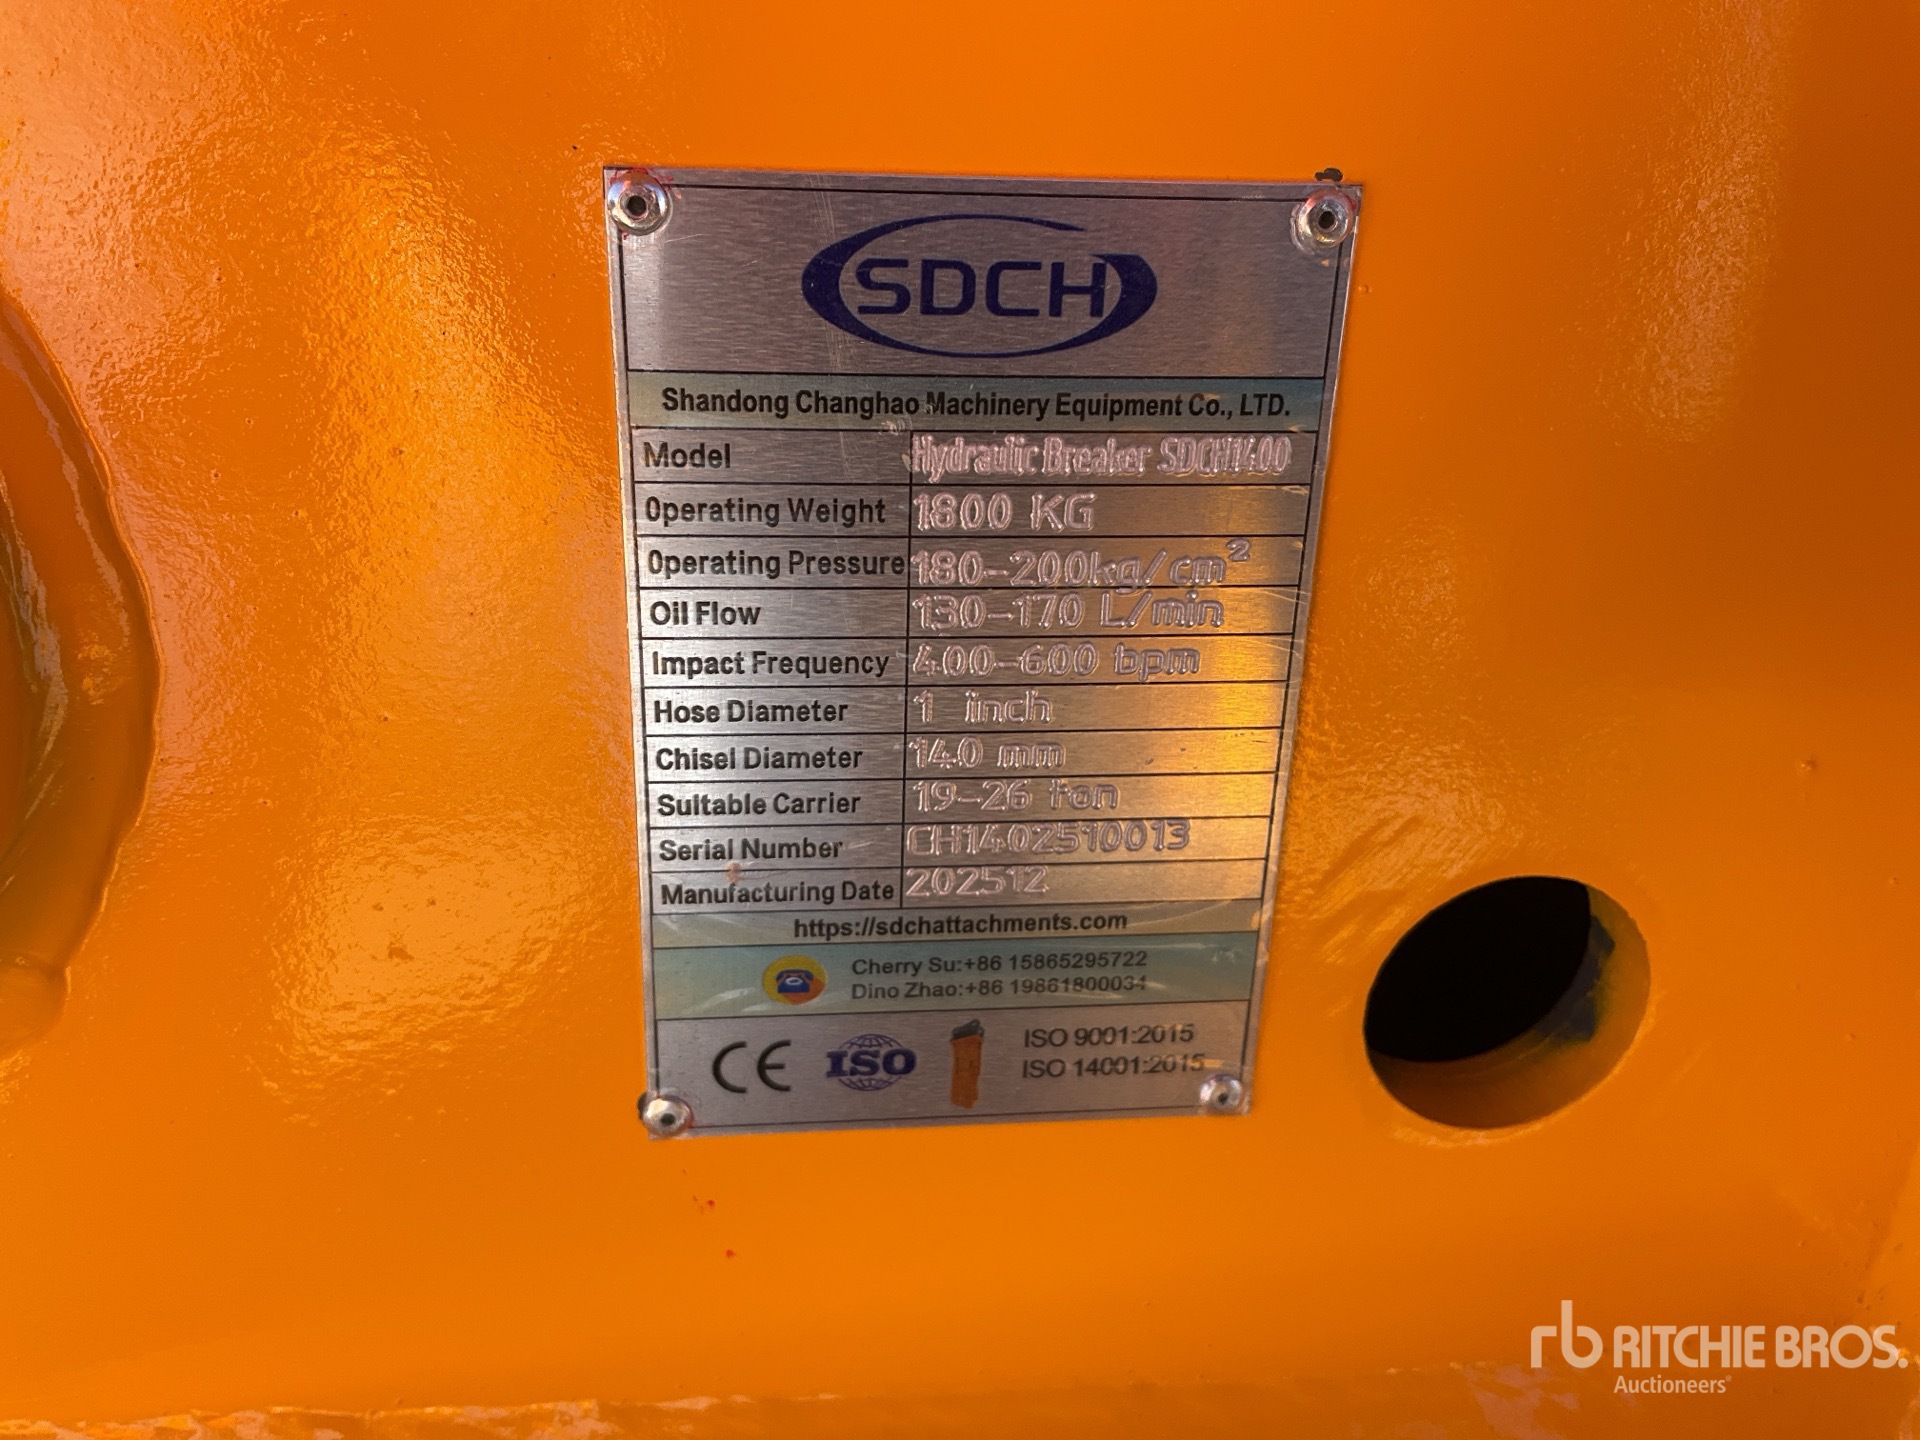 SDCH
Shandong Changhao Machinery Equipment Co., LTD.
Model Hydraulic Breaker SDCH1400
Operating Weight 1800 KG
Operating Pressure 180-200kg/cm²
Oil Flow 130-170 L/min
Impact Frequency 400-600 bpm
Hose Diameter 1 inch
Chisel Diameter 140 mm
Suitable Carrier 19-26 ton
Serial Number CH1402510013
Manufacturing Date 202512
https://sdchattachments.com
Cherry Su:+86 15865295722
Dino Zhao:+86 19861800034
CE ISO
ISO 9001:2015
ISO 14001:2015
rb RITCHIE BROS.
Auctioneers®